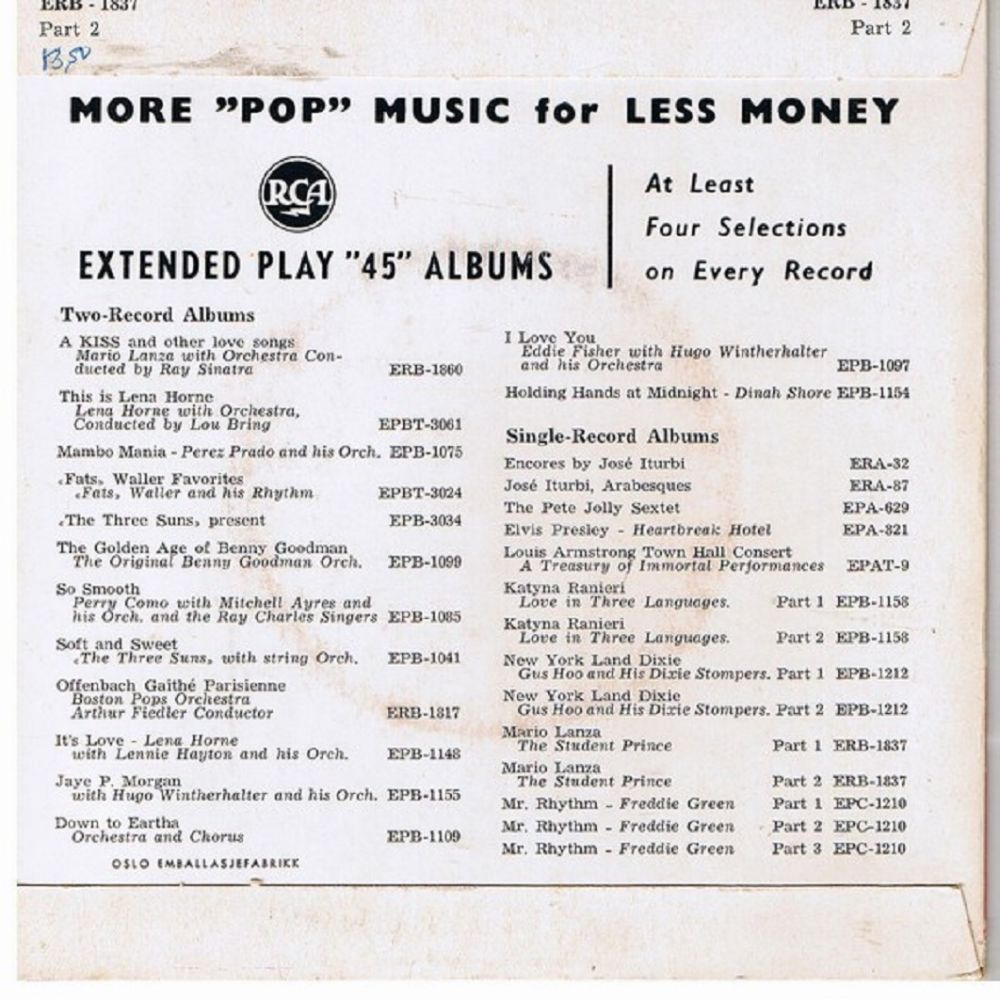 ERB - 1837
ERB - 1837
Part 2
Part 2
13,50
MORE ”POP” MUSIC for LESS MONEY
RCA
EXTENDED PLAY ”45” ALBUMS
At Least
Four Selections
on Every Record
Two-Record Albums
A KISS and other love songs
Mario Lanza with Orchestra Con-
ducted by Ray Sinatra ERB-1860
This is Lena Horne
Lena Horne with Orchestra,
Conducted by Lou Bring EPBT-3061
Mambo Mania - Perez Prado and his Orch. EPB-1075
«Fats» Waller Favorites
«Fats» Waller and his Rhythm EPBT-3024
«The Three Suns» present EPB-3034
The Golden Age of Benny Goodman
The Original Benny Goodman Orch. EPB-1099
So Smooth
Perry Como with Mitchell Ayres and
his Orch. and the Ray Charles Singers EPB-1085
Soft and Sweet
«The Three Suns» with string Orch. EPB-1041
Offenbach Gaithé Parisienne
Boston Pops Orchestra
Arthur Fiedler Conductor ERB-1817
It's Love - Lena Horne
with Lennie Hayton and his Orch. EPB-1148
Jaye P. Morgan
with Hugo Wintherhalter and his Orch. EPB-1155
Down to Eartha
Orchestra and Chorus EPB-1109
OSLO EMBALLASJEFABRIKK
I Love You
Eddie Fisher with Hugo Wintherhalter
and his Orchestra EPB-1097
Holding Hands at Midnight - Dinah Shore EPB-1154
Single-Record Albums
Encores by José Iturbi ERA-32
José Iturbi, Arabesques ERA-87
The Pete Jolly Sextet EPA-629
Elvis Presley - Heartbreak Hotel EPA-821
Louis Armstrong Town Hall Consert
A Treasury of Immortal Performances EPAT-9
Katyna Ranieri
Love in Three Languages. Part 1 EPB-1158
Katyna Ranieri
Love in Three Languages. Part 2 EPB-1158
New York Land Dixie
Gus Hoo and His Dixie Stompers. Part 1 EPB-1212
New York Land Dixie
Gus Hoo and His Dixie Stompers. Part 2 EPB-1212
Mario Lanza
The Student Prince Part 1 ERB-1837
Mario Lanza
The Student Prince Part 2 ERB-1837
Mr. Rhythm - Freddie Green Part 1 EPC-1210
Mr. Rhythm - Freddie Green Part 2 EPC-1210
Mr. Rhythm - Freddie Green Part 3 EPC-1210